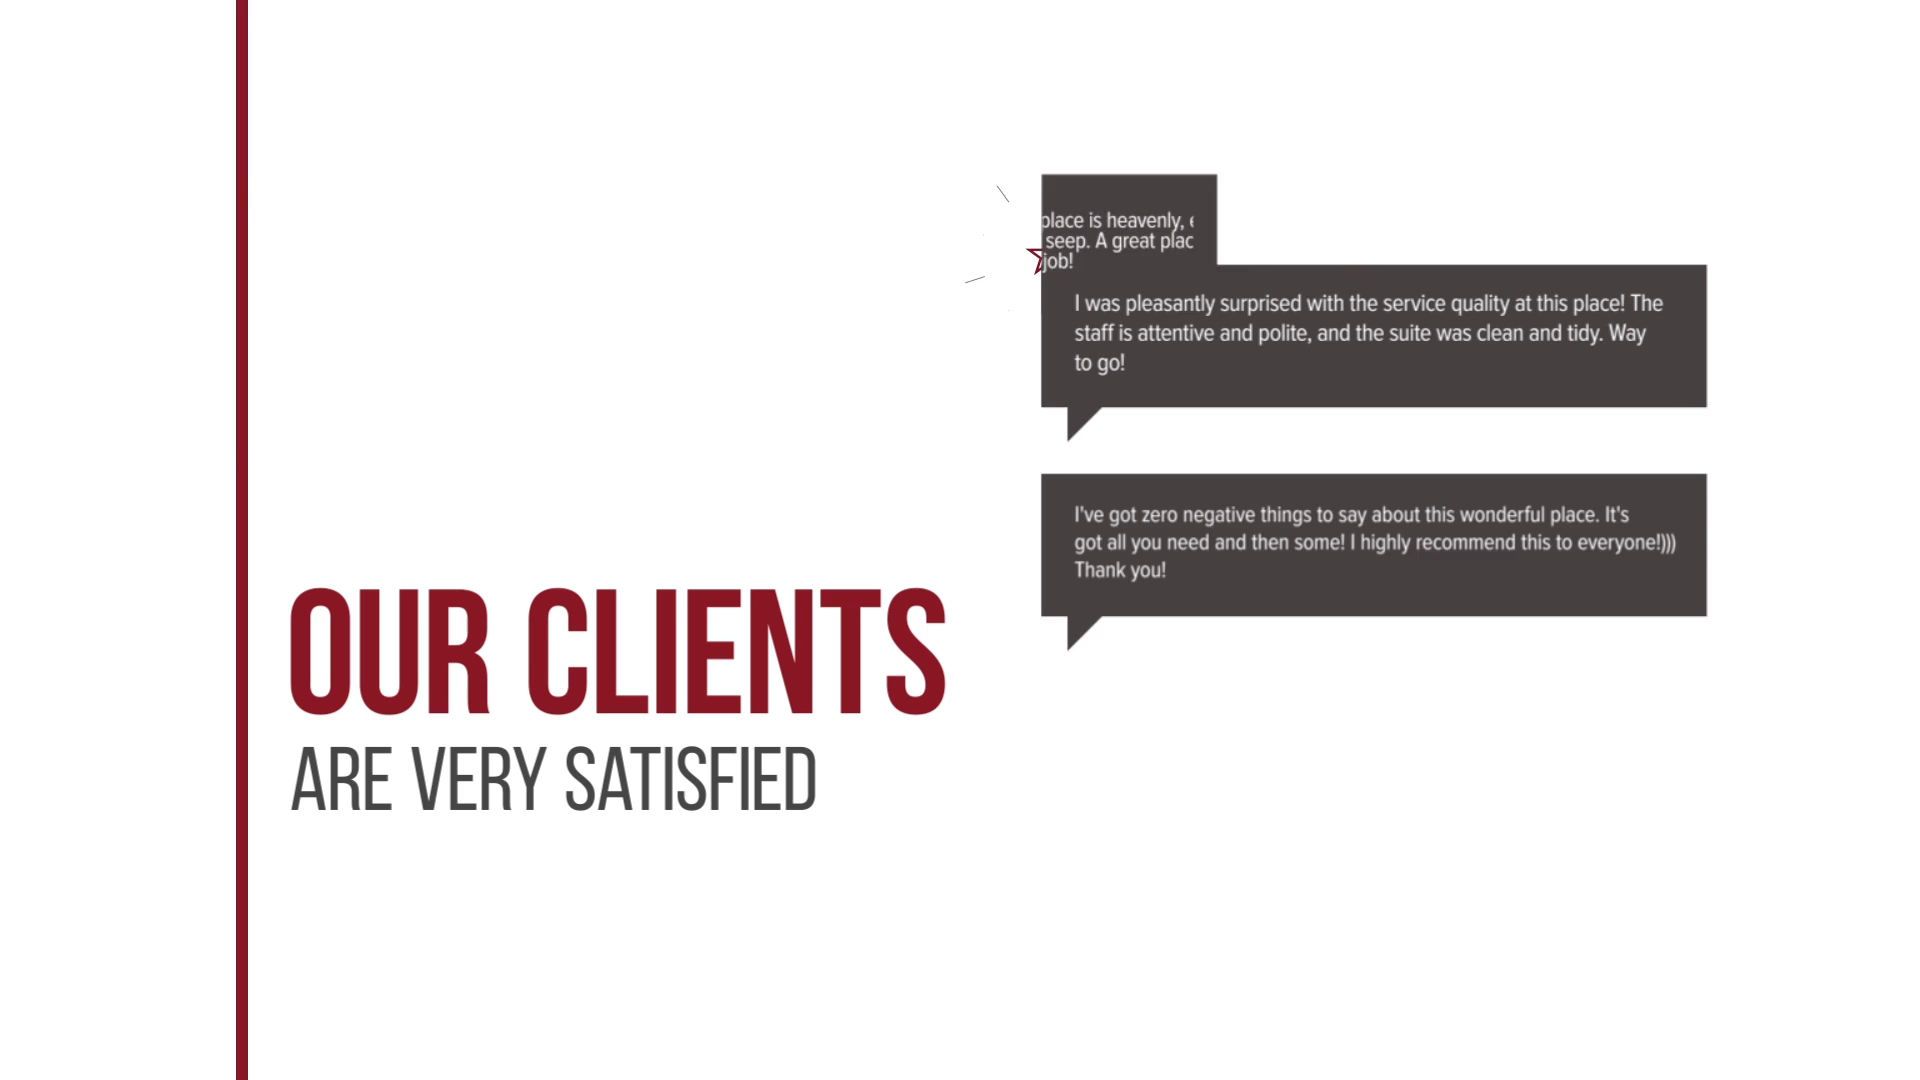 place is heavenly,
seep. A great plac
job!
I was pleasantly surprised with the service quality at this place! The
staff is attentive and polite, and the suite was clean and tidy. Way
to go!
I've got zero negative things to say about this wonderful place. It's
got all you need and then some! I highly recommend this to everyone!)))
Thank you!
OUR CLIENTS
ARE VERY SATISFIED